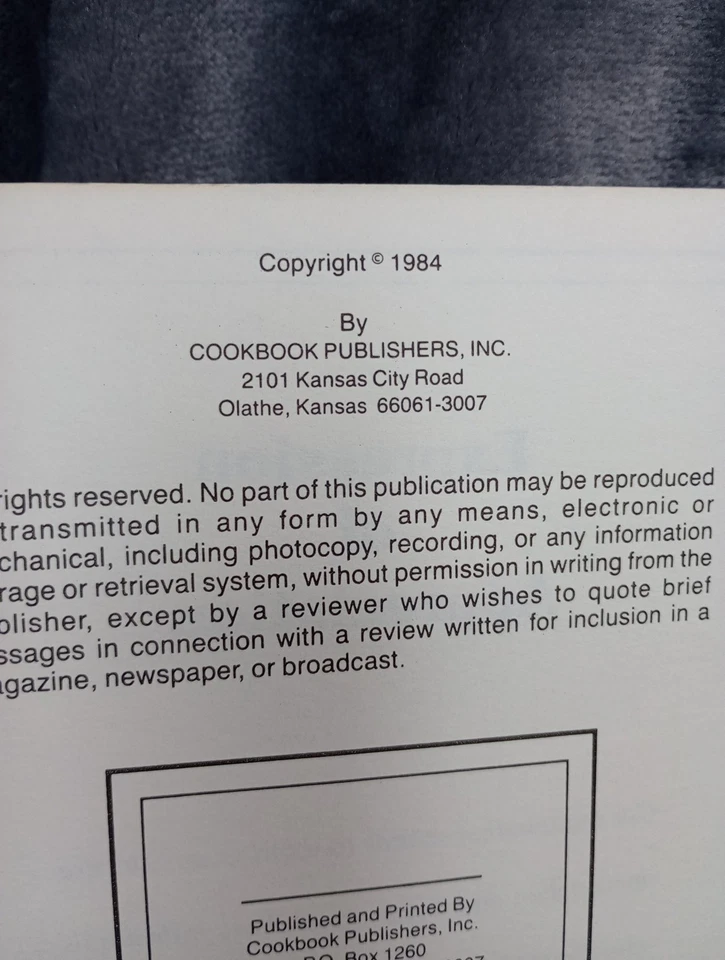 Copyright © 1984
By
COOKBOOK PUBLISHERS, INC.
2101 Kansas City Road
Olathe, Kansas 66061-3007
rights reserved. No part of this publication may be reproduced
transmitted in any form by any means, electronic or
chanical, including photocopy, recording, or any information
rage or retrieval system, without permission in writing from the
blisher, except by a reviewer who wishes to quote brief
ssages in connection with a review written for inclusion in a
gazine, newspaper, or broadcast.
Published and Printed By
Cookbook Publishers, Inc.
P.O. Box 1260